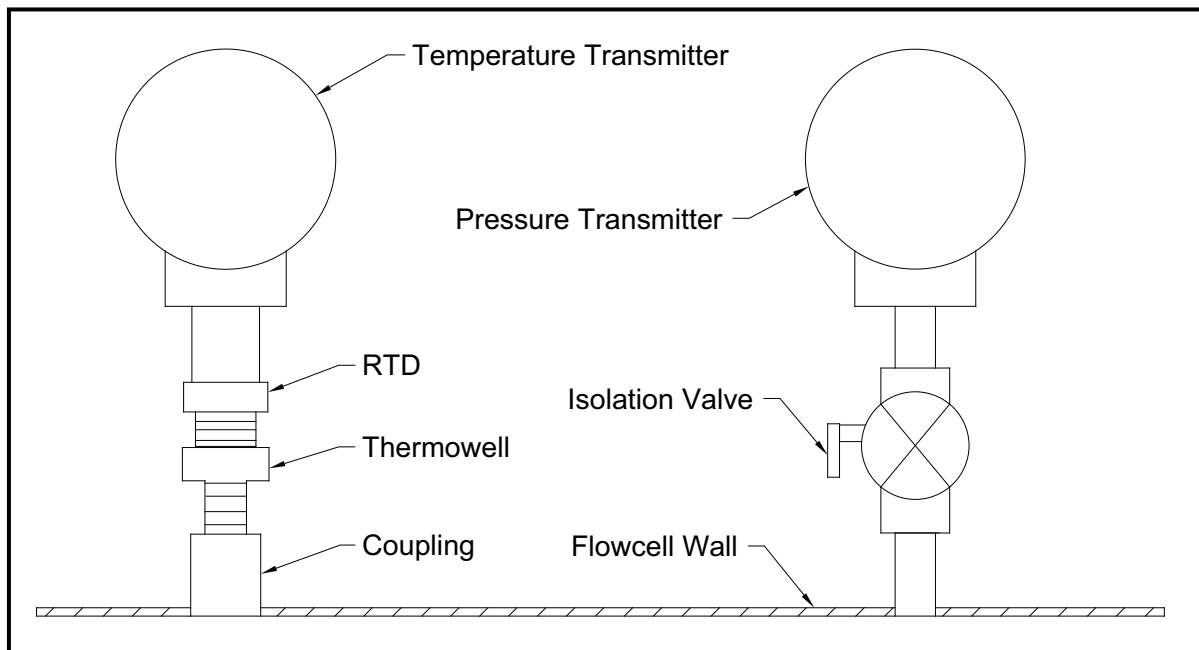 Temperature Transmitter
Pressure Transmitter
RTD
Isolation Valve
Thermowell
Coupling
Flowcell Wall